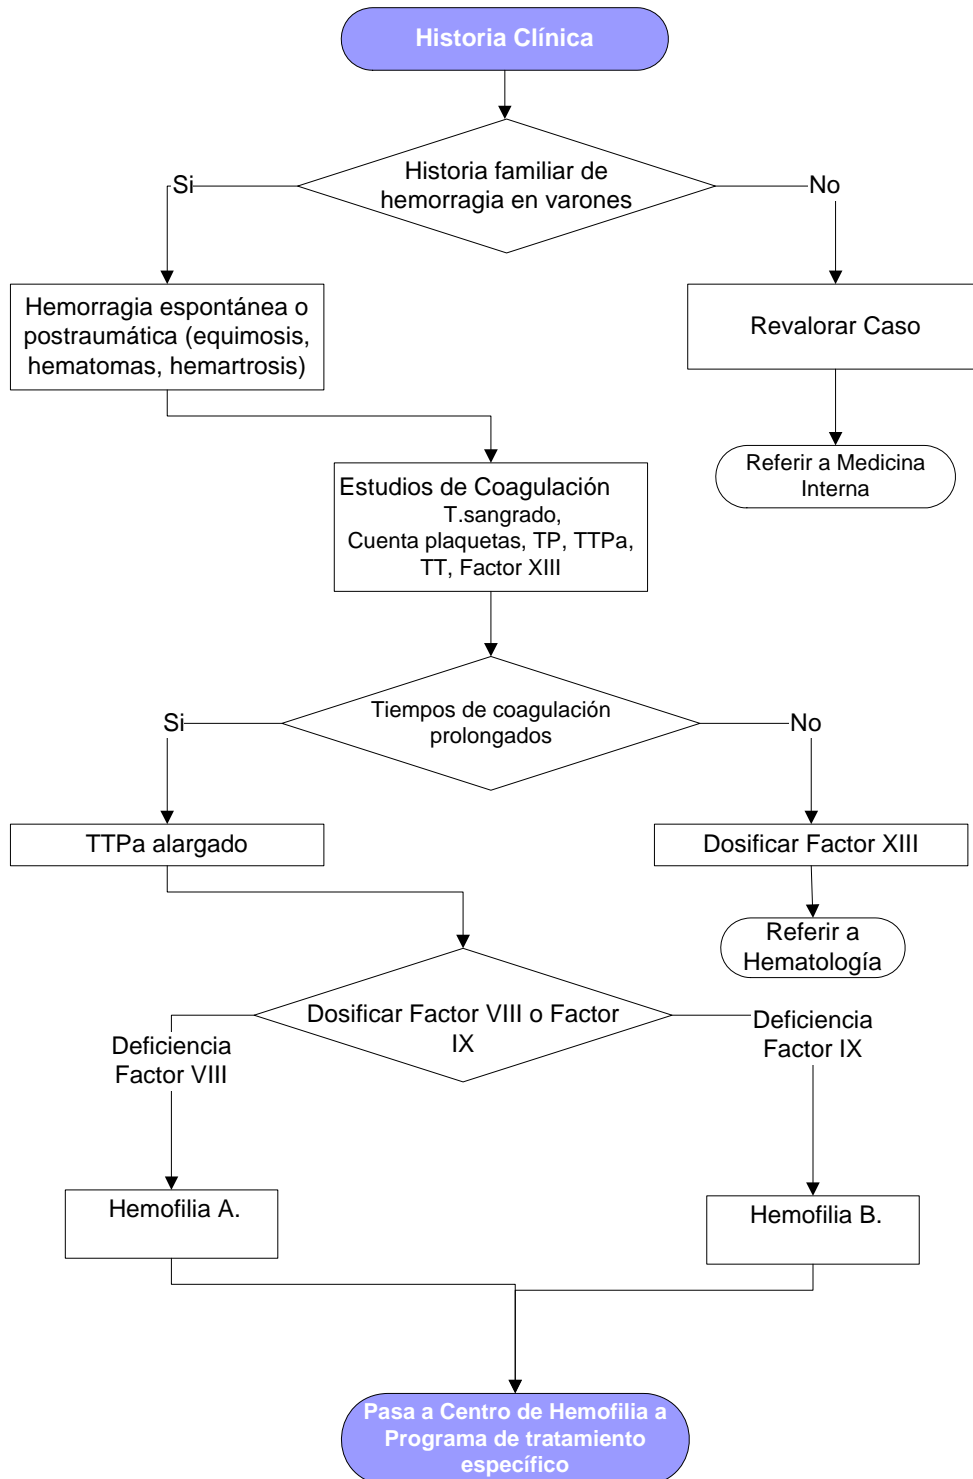 Historia Clínica
Historia familiar de
hemorragia en varones
Si
No
Hemorragia espontánea o
postraumática (equimosis,
hematomas, hemartrosis)
Revalorar Caso
Referir a Medicina
Interna
Estudios de Coagulación
T.sangrado,
Cuenta plaquetas, TP, TTPa,
TT, Factor XIII
Tiempos de coagulación
prolongados
Si
No
TTPa alargado
Dosificar Factor XIII
Referir a
Hematología
Dosificar Factor VIII o Factor
IX
Deficiencia
Factor VIII
Deficiencia
Factor IX
Hemofilia A.
Hemofilia B.
Pasa a Centro de Hemofilia a
Programa de tratamiento
específico